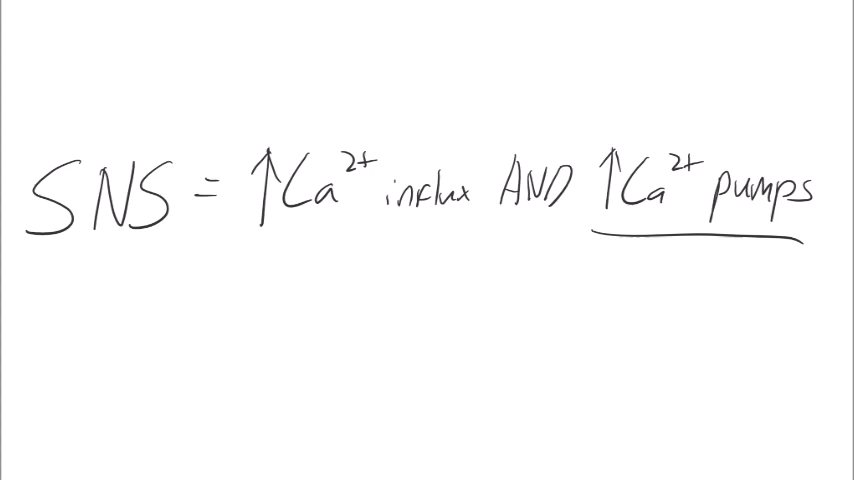 SNS = ↑Ca²⁺ influx AND ↑Ca²⁺ pumps